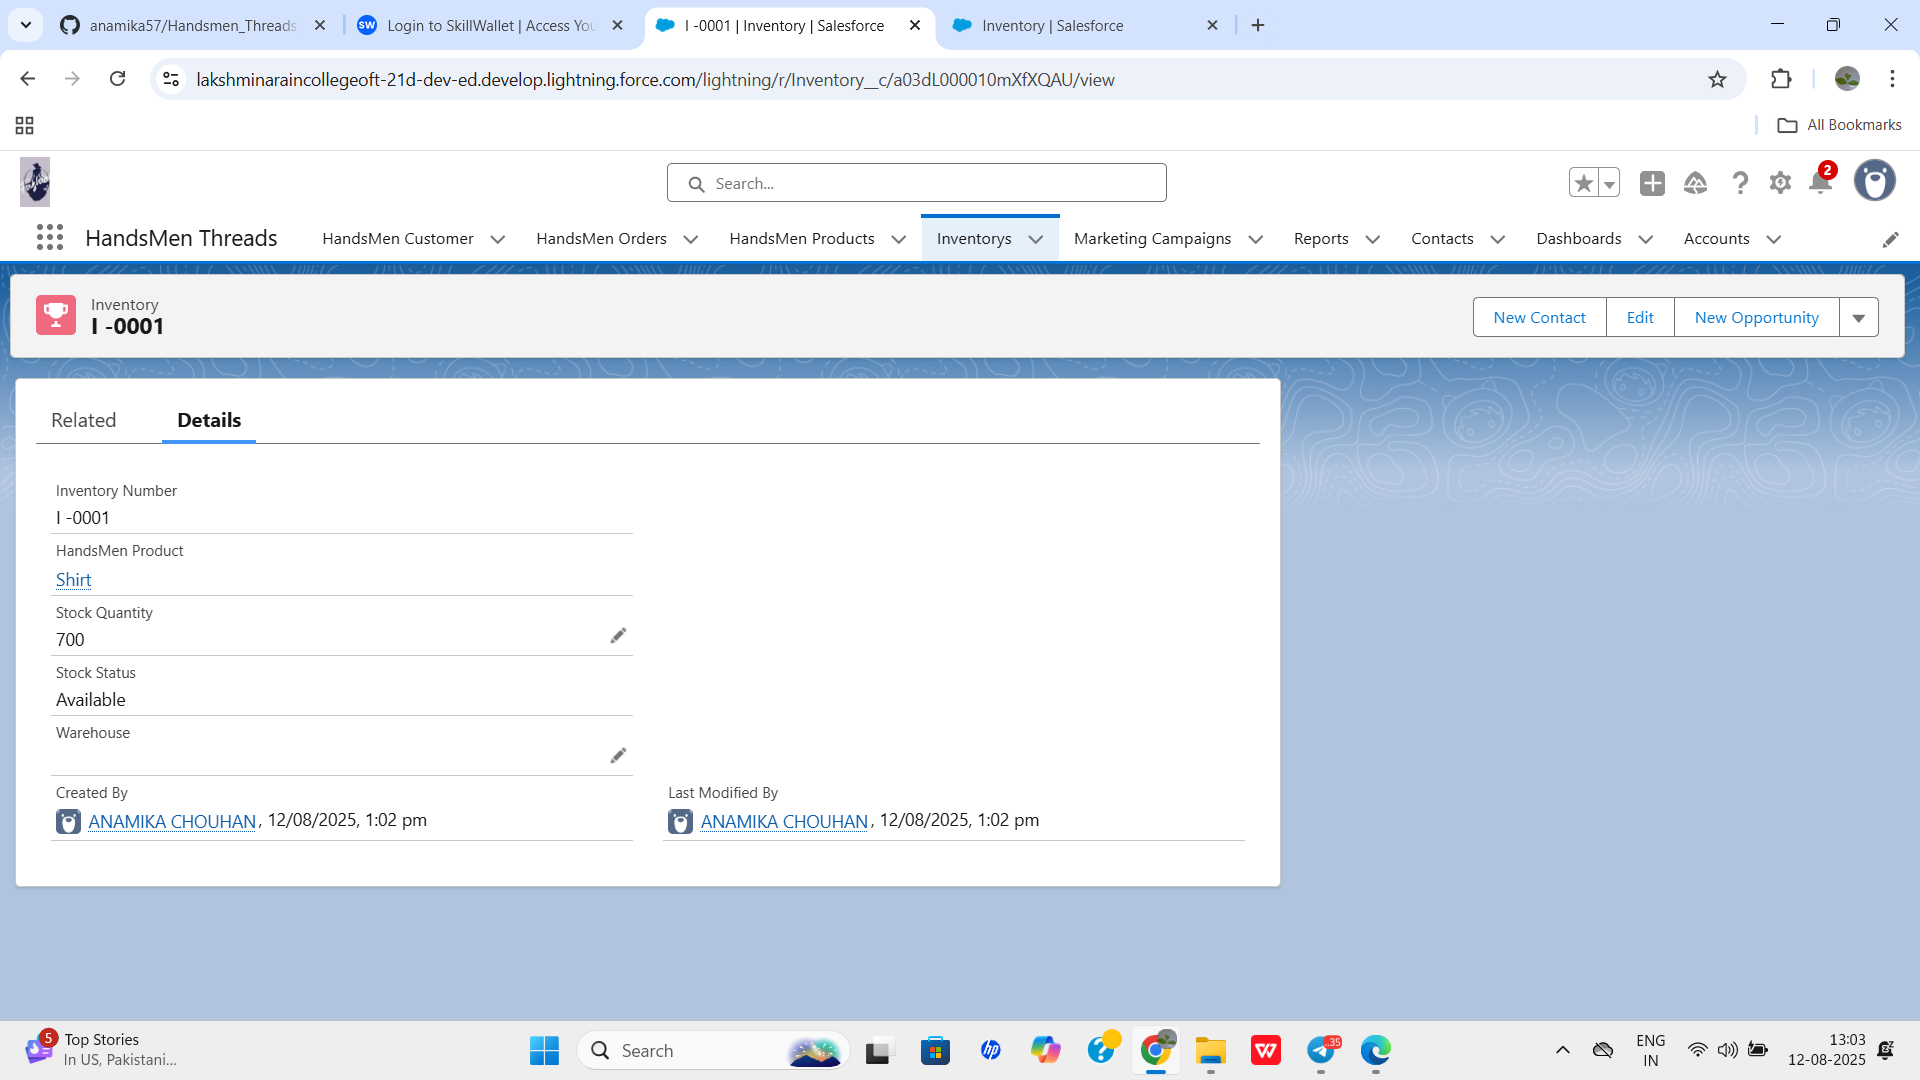 anamika57/Handsmen_Threads
Login to SkillWallet | Access You
I -0001 | Inventory | Salesforce
Inventory | Salesforce
lakshminaraincollegeoft-21d-dev-ed.develop.lightning.force.com/lightning/r/Inventory__c/a03dL000010mXfXQAU/view
All Bookmarks
Search...
2
HandsMen Threads
HandsMen Customer
HandsMen Orders
HandsMen Products
Inventorys
Marketing Campaigns
Reports
Contacts
Dashboards
Accounts
Inventory
I -0001
New Contact
Edit
New Opportunity
Related
Details
Inventory Number
I -0001
HandsMen Product
Shirt
Stock Quantity
700
Stock Status
Available
Warehouse
Created By
ANAMIKA CHOUHAN, 12/08/2025, 1:02 pm
Last Modified By
ANAMIKA CHOUHAN, 12/08/2025, 1:02 pm
5
Top Stories
In US, Pakistani...
Search
ENG
IN
13:03
12-08-2025